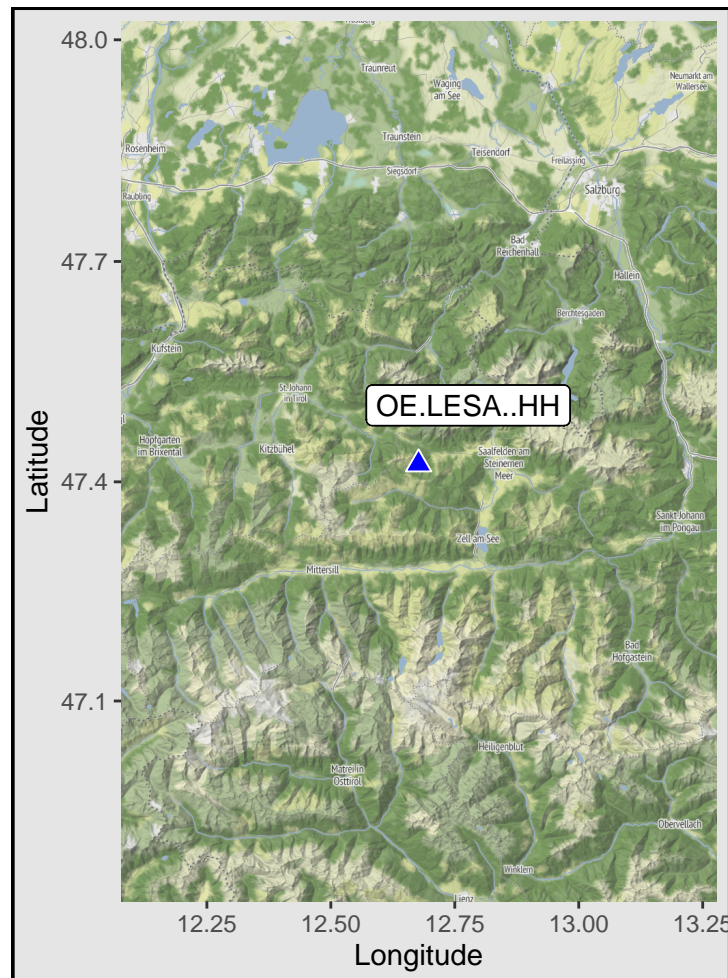 48.0
47.7
47.4
47.1
Latitude
Traunreut
Waging
am See
Neumarkt am
Wallersee
Rosenheim
Traunstein
Teisendorf
Siegsdorf
Freilassing
Raubling
Salzburg
Bad
Reichenhall
Hallein
Berchtesgaden
Kufstein
St. Johann
in Tirol
OE.LESA..HH
Hopfgarten
im Brixental
Kitzbühel
Saalfelden am
Steinernen
Meer
Sankt Johann
im Pongau
Zell am See
Mittersill
Bad
Hofgastein
Heiligenblut
Matrei in
Osttirol
Obervellach
Winklern
Lienz
12.25 12.50 12.75 13.00 13.25
Longitude